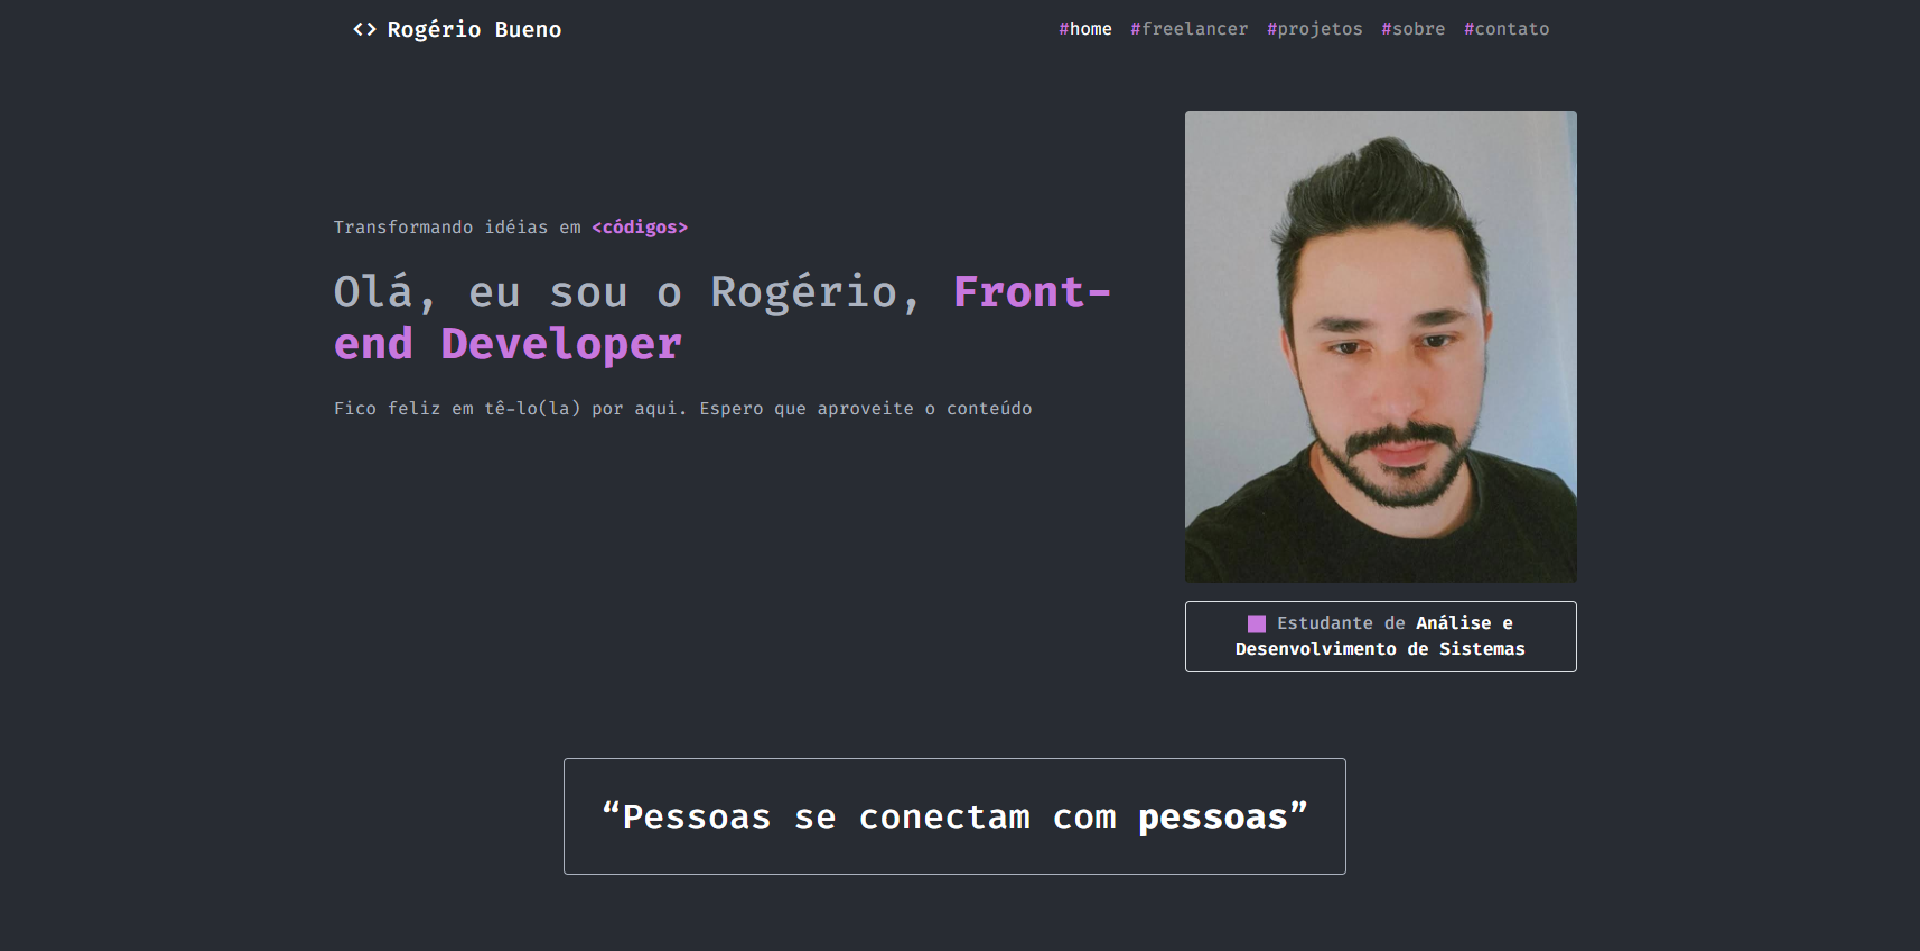 <> Rogério Bueno
#home #freelancer #projetos #sobre #contato
Transformando idéias em <códigos>
Olá, eu sou o Rogério, Front-
end Developer
Fico feliz em tê-lo(la) por aqui. Espero que aproveite o conteúdo
Estudante de Análise e
Desenvolvimento de Sistemas
“Pessoas se conectam com pessoas”